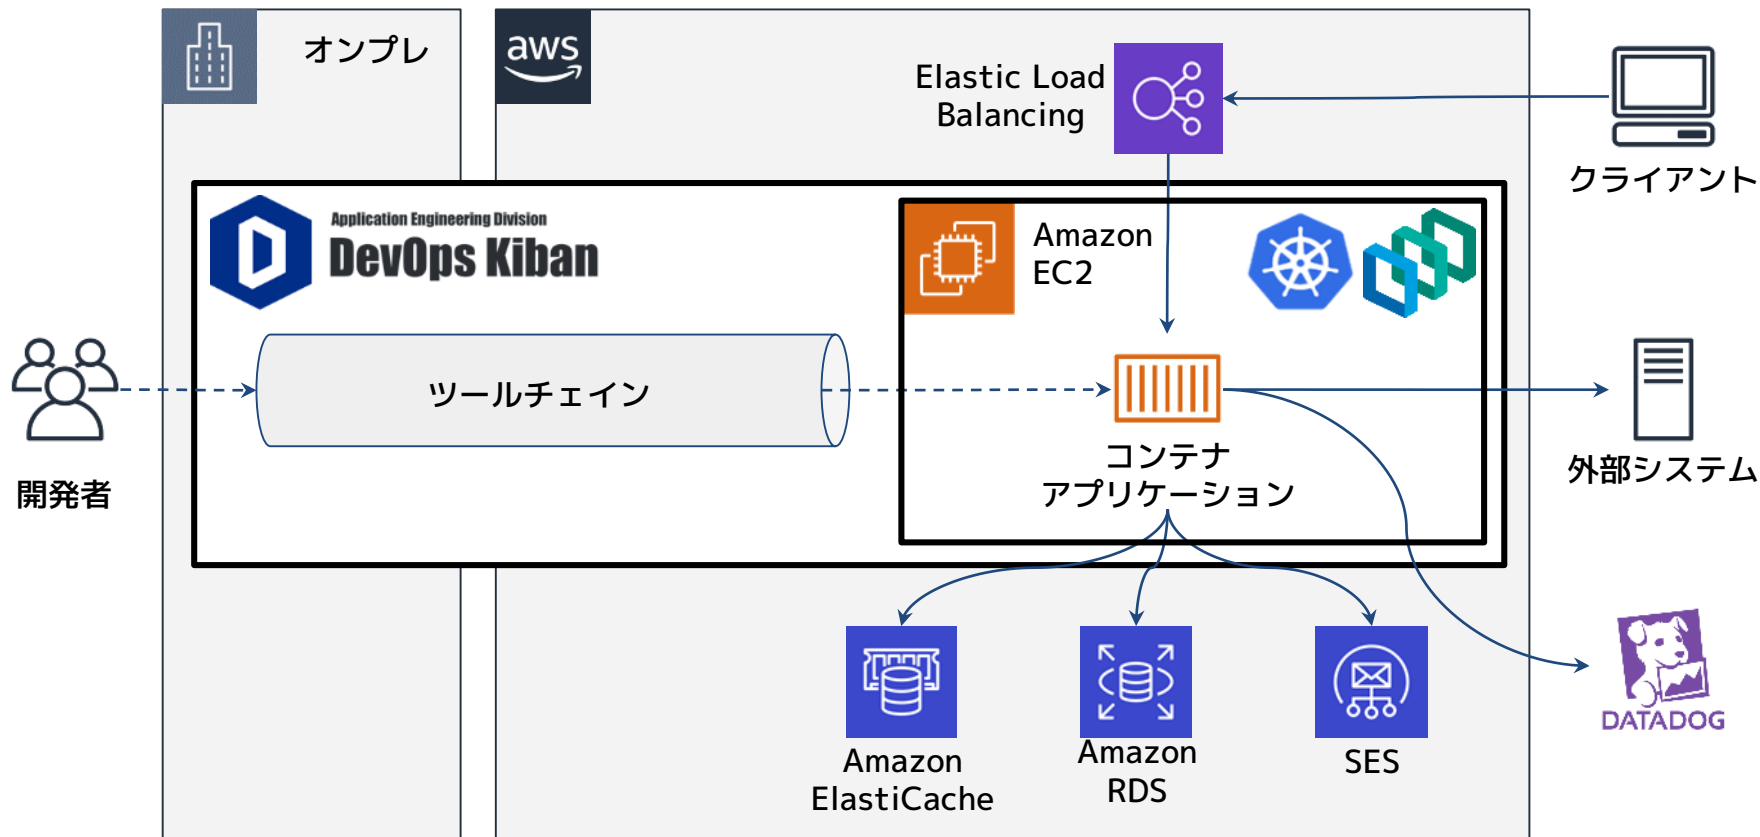 オンプレ
aws
Elastic Load
Balancing
クライアント
Application Engineering Division
DevOps Kiban
Amazon
EC2
ツールチェイン
開発者
コンテナ
アプリケーション
外部システム
Amazon
ElastiCache
Amazon
RDS
SES
DATADOG